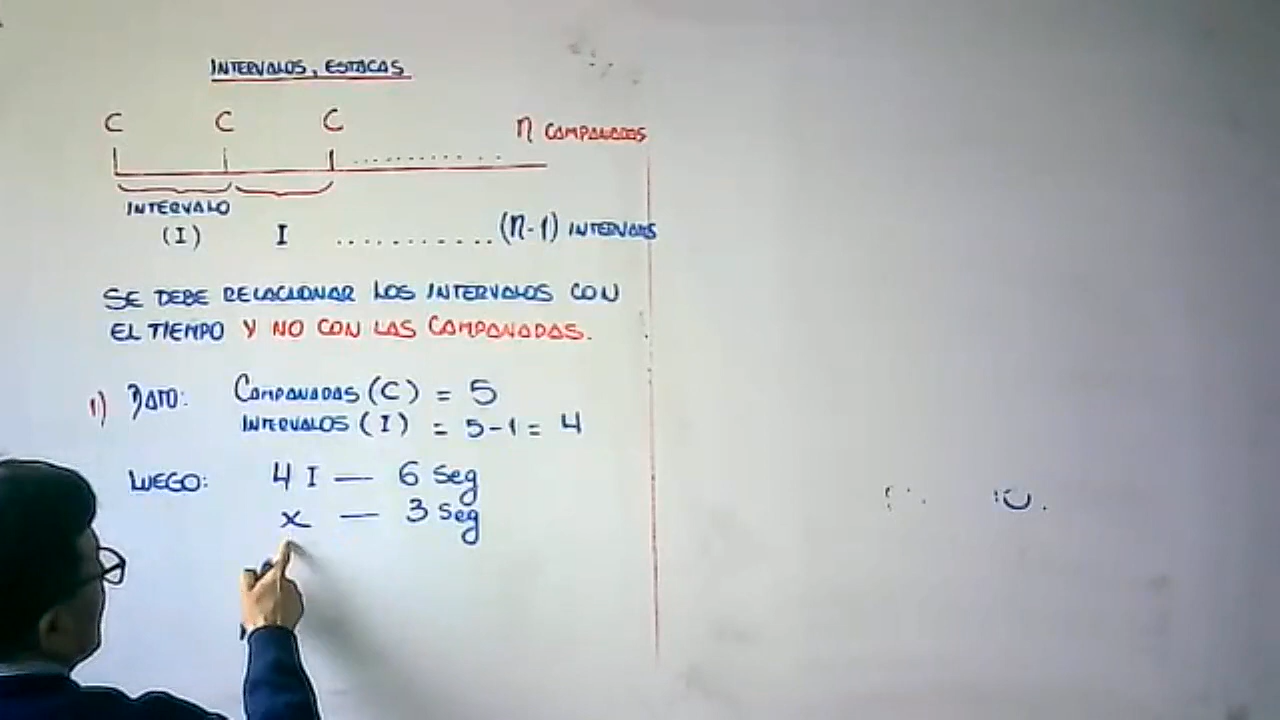 INTERVALOS, ESTACAS
C C C n CAMPANADAS
INTERVALO
(I) I .......... (n-1) INTERVALOS
SE DEBE RELACIONAR LOS INTERVALOS CON
EL TIEMPO Y NO CON LAS CAMPANADAS.
1) DATO: CAMPANADAS (C) = 5
INTERVALOS (I) = 5-1 = 4
LUEGO: 4 I — 6 Seg
x — 3 Seg